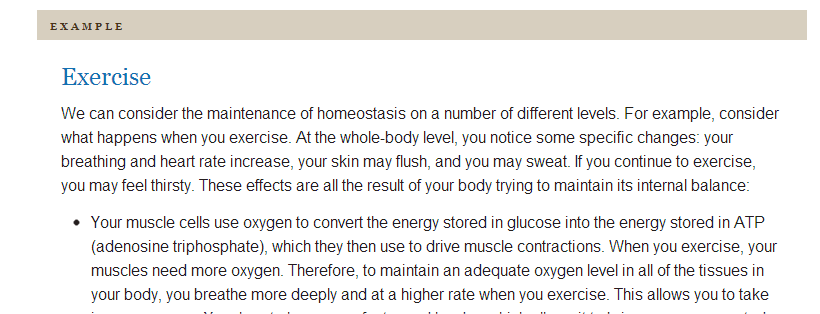 EXAMPLE
Exercise
We can consider the maintenance of homeostasis on a number of different levels. For example, consider
what happens when you exercise. At the whole-body level, you notice some specific changes: your
breathing and heart rate increase, your skin may flush, and you may sweat. If you continue to exercise,
you may feel thirsty. These effects are all the result of your body trying to maintain its internal balance:
• Your muscle cells use oxygen to convert the energy stored in glucose into the energy stored in ATP
(adenosine triphosphate), which they then use to drive muscle contractions. When you exercise, your
muscles need more oxygen. Therefore, to maintain an adequate oxygen level in all of the tissues in
your body, you breathe more deeply and at a higher rate when you exercise. This allows you to take